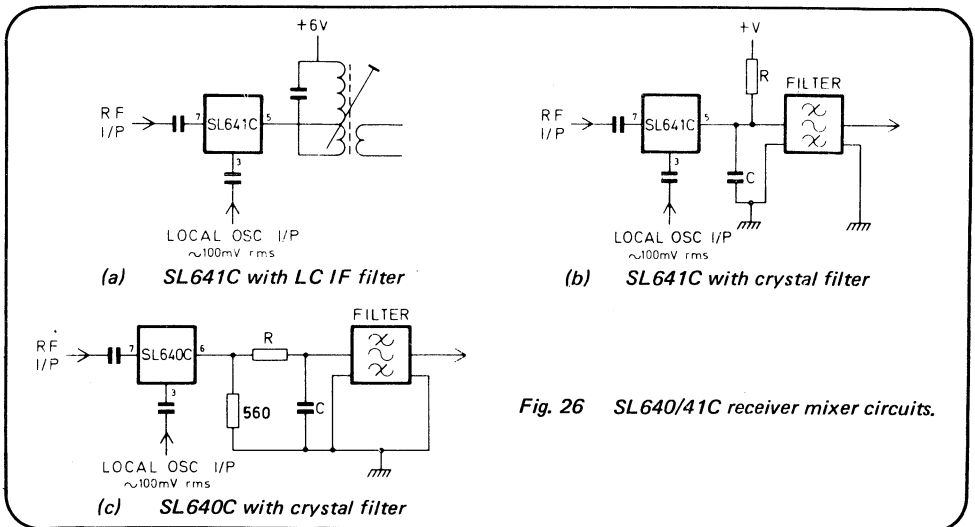 +6V
RF
I/P
7
SL641C
5
3
LOCAL OSC I/P
~100mV rms
(a) SL641C with LC IF filter
+V
R
FILTER
RF
I/P
7
SL641C
5
3
C
LOCAL OSC I/P
~100mV rms
(b) SL641C with crystal filter
FILTER
RF
I/P
7
SL640C
6
R
3
560
C
LOCAL OSC I/P
~100mV rms
(c) SL640C with crystal filter
Fig. 26 SL640/41C receiver mixer circuits.